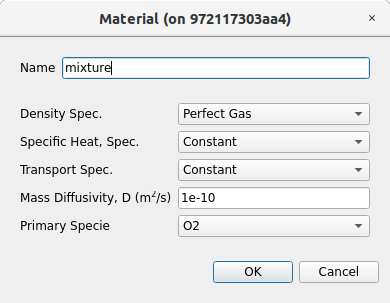 Material (on 972117303aa4)
×
Name mixture
Density Spec. Perfect Gas
Specific Heat, Spec. Constant
Transport Spec. Constant
Mass Diffusivity, D (m²/s) 1e-10
Primary Specie O2
OK Cancel